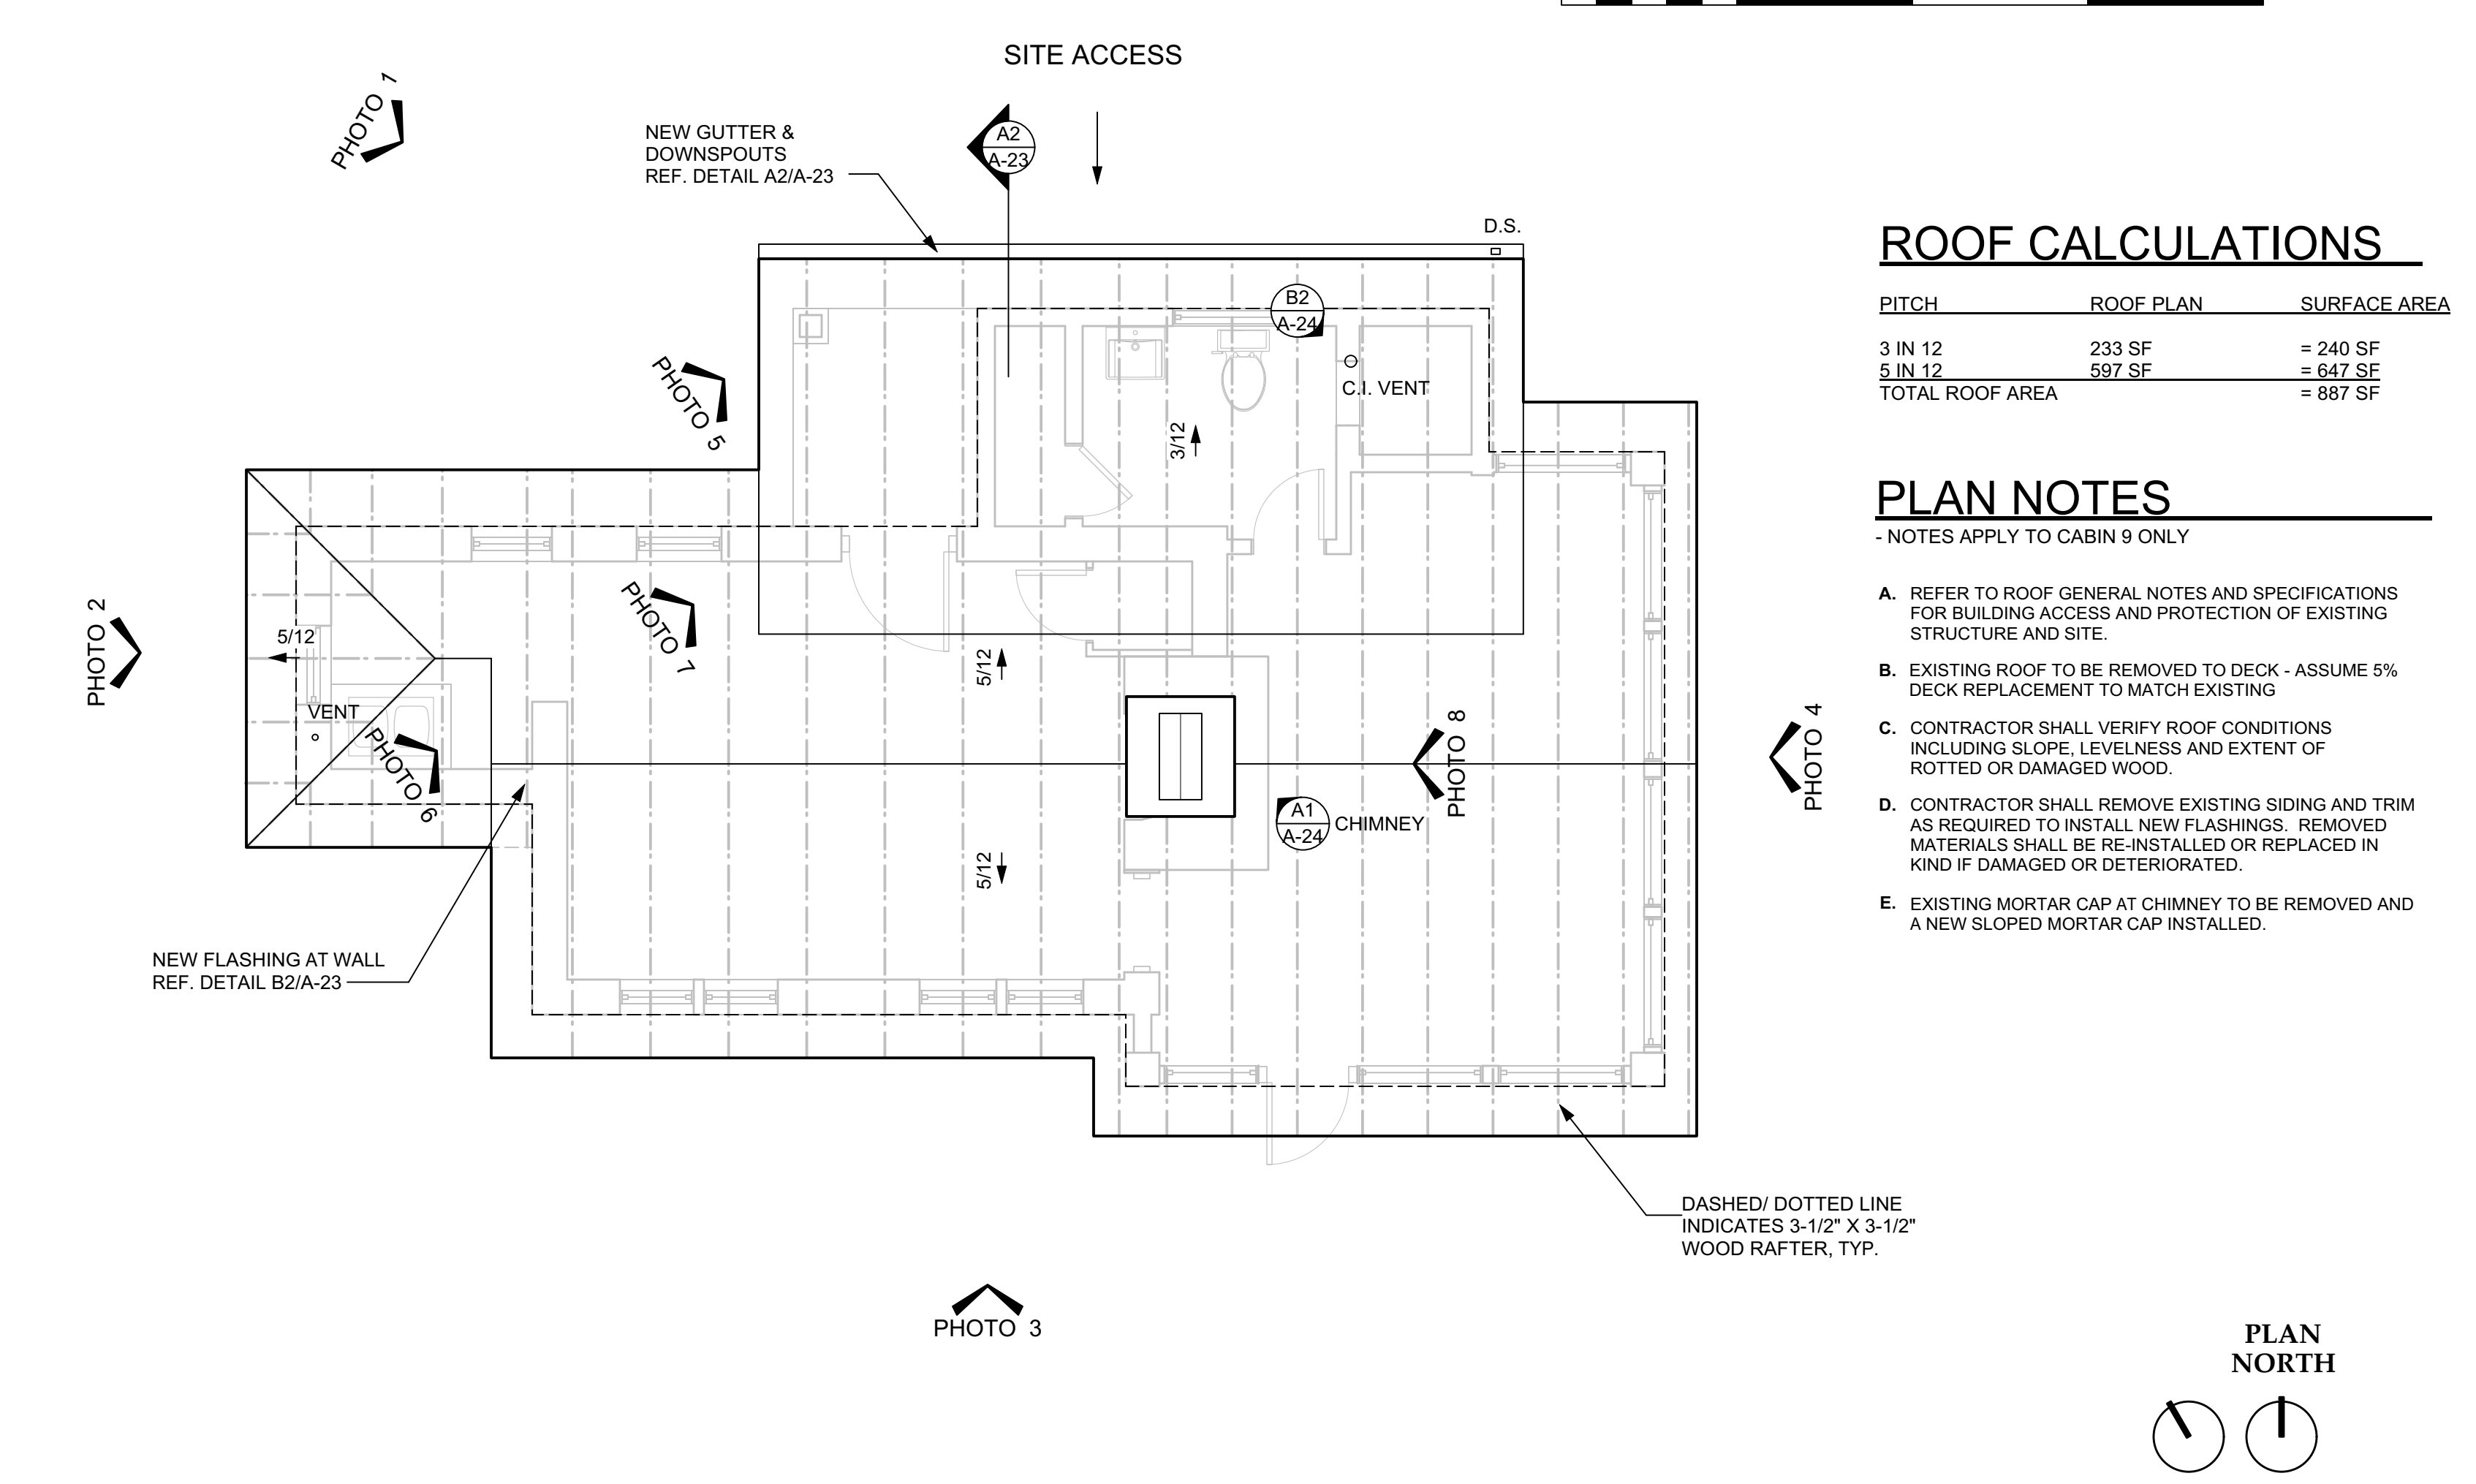 SITE ACCESS
PHOTO 1
NEW GUTTER &
DOWNSPOUTS
REF. DETAIL A2/A-23
A2
A-23
D.S.
B2
A-24
C.I. VENT
3/12
PHOTO 5
PHOTO 2
5/12
PHOTO 7
5/12
VENT
PHOTO 6
PHOTO 8
PHOTO 4
A1
A-24
CHIMNEY
5/12
NEW FLASHING AT WALL
REF. DETAIL B2/A-23
DASHED/ DOTTED LINE
INDICATES 3-1/2" X 3-1/2"
WOOD RAFTER, TYP.
PHOTO 3
ROOF CALCULATIONS
PITCH ROOF PLAN SURFACE AREA
3 IN 12 233 SF = 240 SF
5 IN 12 597 SF = 647 SF
TOTAL ROOF AREA = 887 SF
PLAN NOTES
- NOTES APPLY TO CABIN 9 ONLY
A. REFER TO ROOF GENERAL NOTES AND SPECIFICATIONS
FOR BUILDING ACCESS AND PROTECTION OF EXISTING
STRUCTURE AND SITE.
B. EXISTING ROOF TO BE REMOVED TO DECK - ASSUME 5%
DECK REPLACEMENT TO MATCH EXISTING
C. CONTRACTOR SHALL VERIFY ROOF CONDITIONS
INCLUDING SLOPE, LEVELNESS AND EXTENT OF
ROTTED OR DAMAGED WOOD.
D. CONTRACTOR SHALL REMOVE EXISTING SIDING AND TRIM
AS REQUIRED TO INSTALL NEW FLASHINGS. REMOVED
MATERIALS SHALL BE RE-INSTALLED OR REPLACED IN
KIND IF DAMAGED OR DETERIORATED.
E. EXISTING MORTAR CAP AT CHIMNEY TO BE REMOVED AND
A NEW SLOPED MORTAR CAP INSTALLED.
PLAN
NORTH